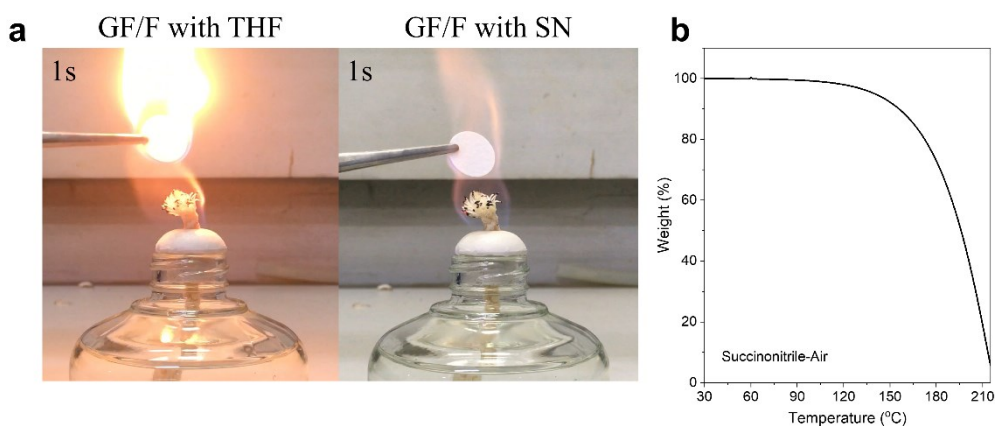 a
GF/F with THF
GF/F with SN
1s
1s
b
100
80
60
40
20
0
Weight (%)
Succinonitrile-Air
30
60
90
120
150
180
210
Temperature (°C)